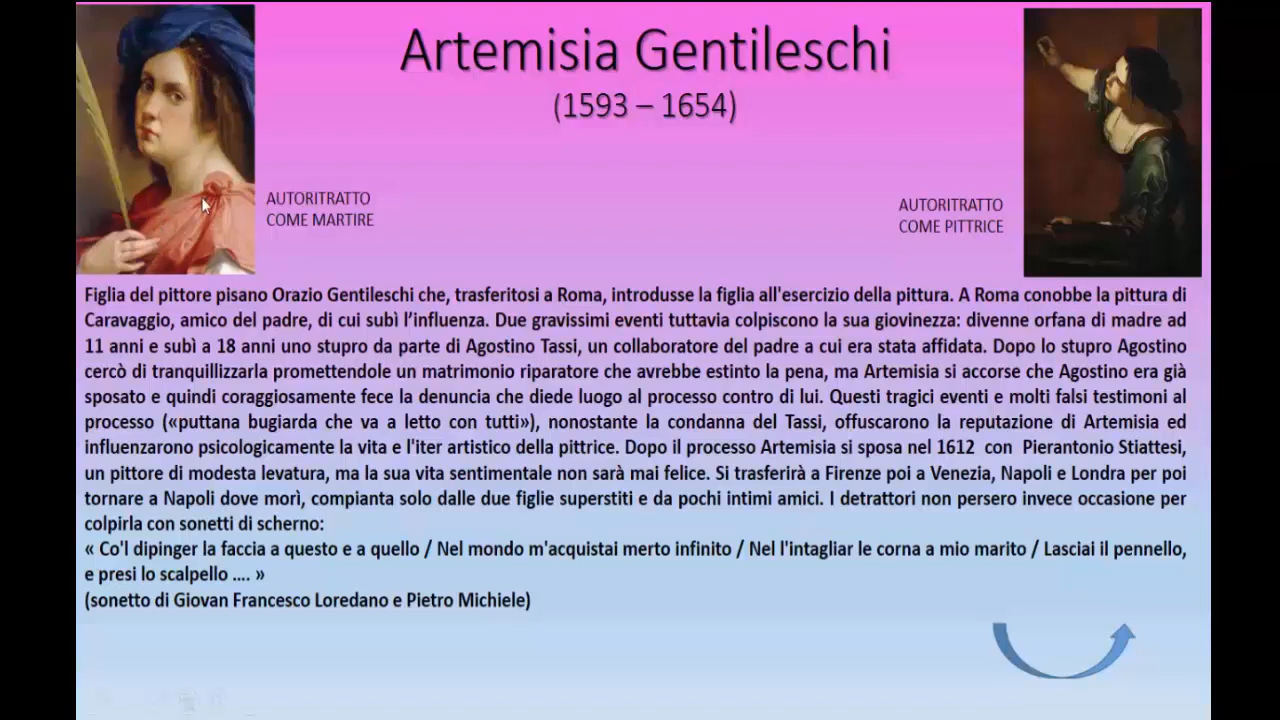 Artemisia Gentileschi
(1593 – 1654)
AUTORITRATTO
COME MARTIRE
AUTORITRATTO
COME PITTRICE
Figlia del pittore pisano Orazio Gentileschi che, trasferitosi a Roma, introdusse la figlia all'esercizio della pittura. A Roma conobbe la pittura di
Caravaggio, amico del padre, di cui subì l’influenza. Due gravissimi eventi tuttavia colpiscono la sua giovinezza: divenne orfana di madre ad
11 anni e subì a 18 anni uno stupro da parte di Agostino Tassi, un collaboratore del padre a cui era stata affidata. Dopo lo stupro Agostino
cercò di tranquillizzarla promettendole un matrimonio riparatore che avrebbe estinto la pena, ma Artemisia si accorse che Agostino era già
sposato e quindi coraggiosamente fece la denuncia che diede luogo al processo contro di lui. Questi tragici eventi e molti falsi testimoni al
processo («puttana bugiarda che va a letto con tutti»), nonostante la condanna del Tassi, offuscarono la reputazione di Artemisia ed
influenzarono psicologicamente la vita e l'iter artistico della pittrice. Dopo il processo Artemisia si sposa nel 1612 con Pierantonio Stiattesi,
un pittore di modesta levatura, ma la sua vita sentimentale non sarà mai felice. Si trasferirà a Firenze poi a Venezia, Napoli e Londra per poi
tornare a Napoli dove morì, compianta solo dalle due figlie superstiti e da pochi intimi amici. I detrattori non persero invece occasione per
colpirla con sonetti di scherno:
« Co'l dipinger la faccia a questo e a quello / Nel mondo m'acquistai merto infinito / Nel l'intagliar le corna a mio marito / Lasciai il pennello,
e presi lo scalpello .... »
(sonetto di Giovan Francesco Loredano e Pietro Michiele)